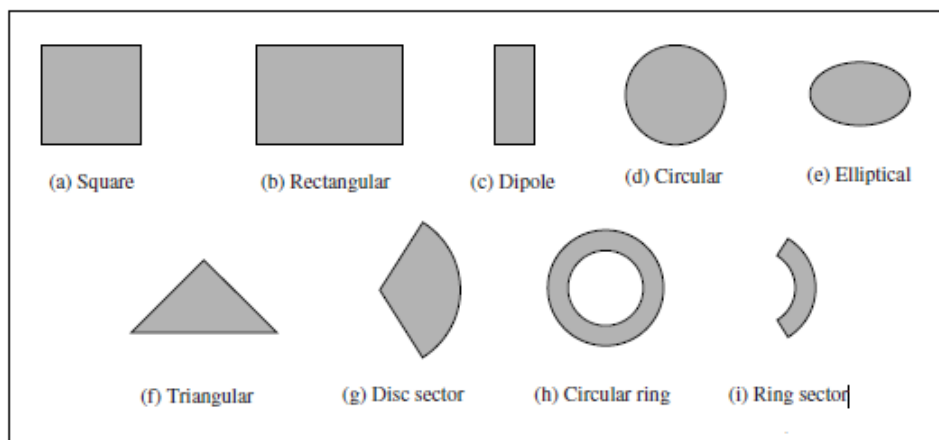 (a) Square
(b) Rectangular
(c) Dipole
(d) Circular
(e) Elliptical
(f) Triangular
(g) Disc sector
(h) Circular ring
(i) Ring sector